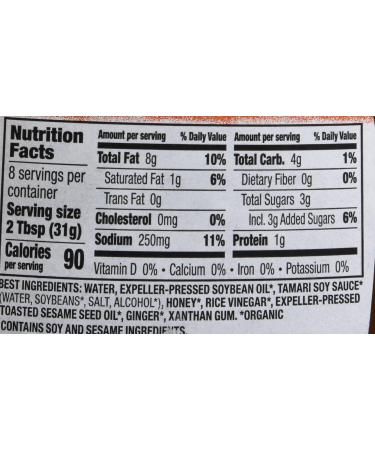 Nutrition
Facts
8 servings per
container
Serving size
2 Tbsp (31g)
Calories
per serving 90
Amount per serving % Daily Value
Total Fat 8g 10%
Saturated Fat 1g 6%
Trans Fat 0g
Cholesterol 0mg 0%
Sodium 250mg 11%
Amount per serving % Daily Value
Total Carb. 4g 1%
Dietary Fiber 0g 0%
Total Sugars 3g
Incl. 3g Added Sugars 6%
Protein 1g
Vitamin D 0% • Calcium 0% • Iron 0% • Potassium 0%
BEST INGREDIENTS: WATER, EXPELLER-PRESSED SOYBEAN OIL*, TAMARI SOY SAUCE*
(WATER, SOYBEANS*, SALT, ALCOHOL), HONEY*, RICE VINEGAR*, EXPELLER-PRESSED
TOASTED SESAME SEED OIL*, GINGER*, XANTHAN GUM. *ORGANIC
CONTAINS SOY AND SESAME INGREDIENTS.